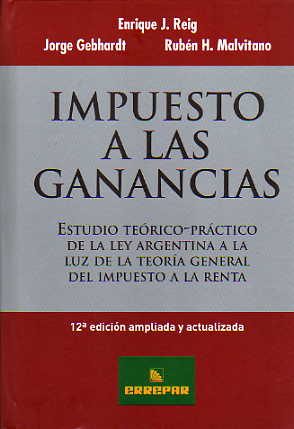 Enrique J. Reig
Jorge Gebhardt Rubén H. Malvitano
IMPUESTO
A LAS
GANANCIAS
ESTUDIO TEÓRICO-PRÁCTICO
DE LA LEY ARGENTINA A LA
LUZ DE LA TEORÍA GENERAL
DEL IMPUESTO A LA RENTA
12ª edición ampliada y actualizada
ERREPAR